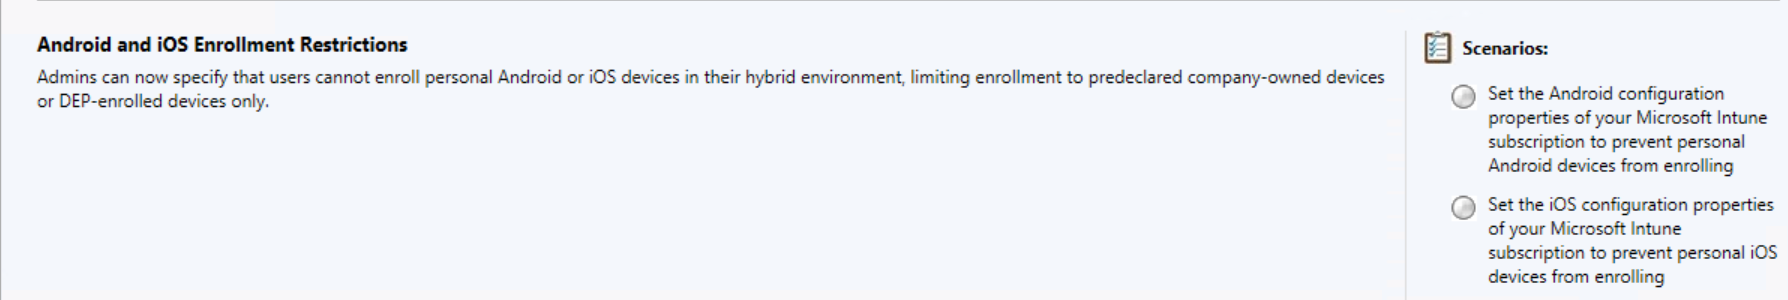 Android and iOS Enrollment Restrictions
Admins can now specify that users cannot enroll personal Android or iOS devices in their hybrid environment, limiting enrollment to predeclared company-owned devices
or DEP-enrolled devices only.
Scenarios:
Set the Android configuration
properties of your Microsoft Intune
subscription to prevent personal
Android devices from enrolling
Set the iOS configuration properties
of your Microsoft Intune
subscription to prevent personal iOS
devices from enrolling